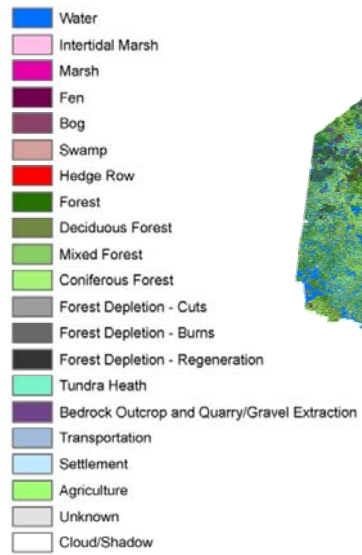 Water
Intertidal Marsh
Marsh
Fen
Bog
Swamp
Hedge Row
Forest
Deciduous Forest
Mixed Forest
Coniferous Forest
Forest Depletion - Cuts
Forest Depletion - Burns
Forest Depletion - Regeneration
Tundra Heath
Bedrock Outcrop and Quarry/Gravel Extraction
Transportation
Settlement
Agriculture
Unknown
Cloud/Shadow